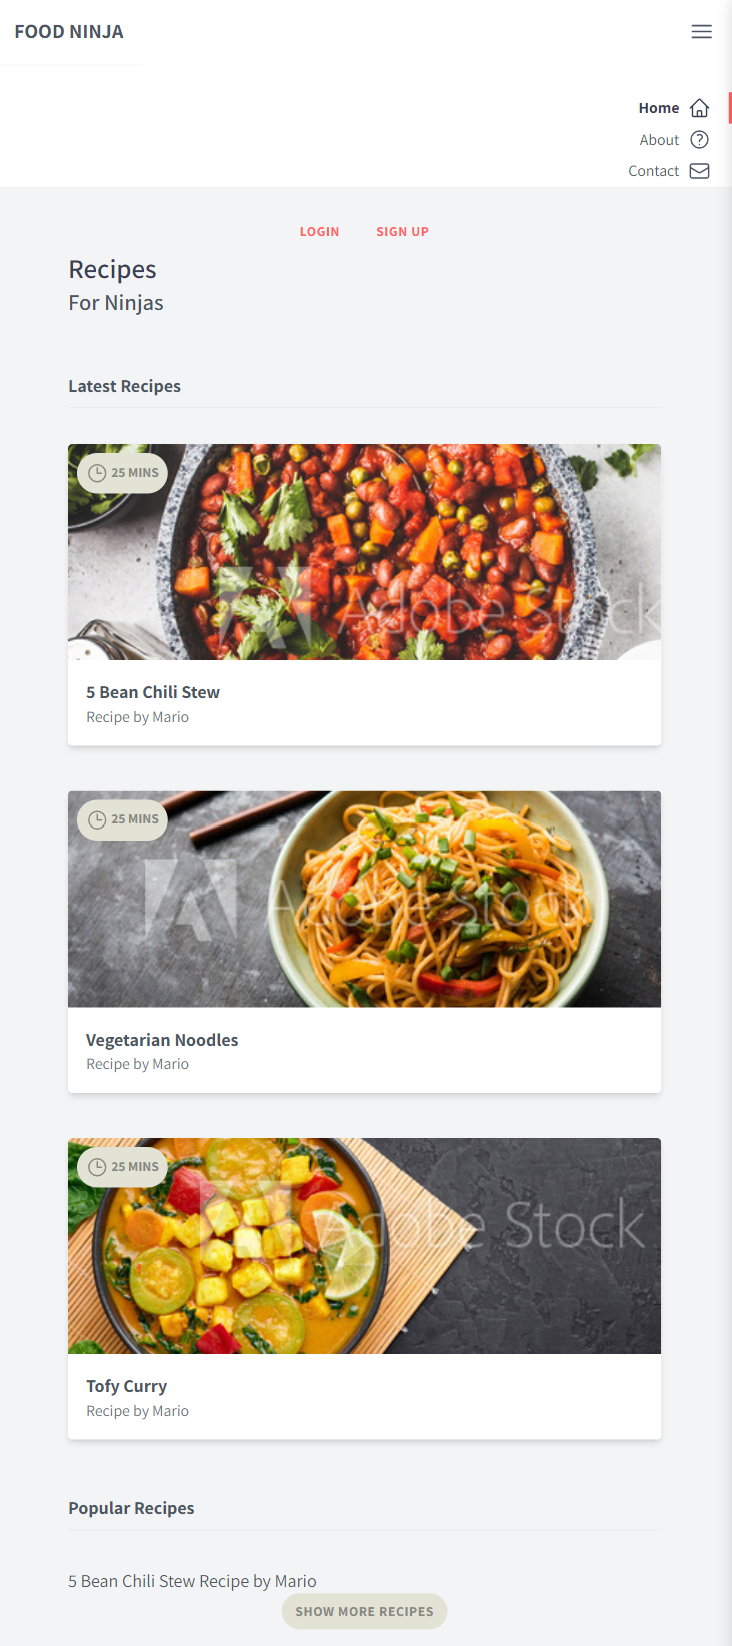 FOOD NINJA
Home
About
Contact
LOGIN SIGN UP
Recipes
For Ninjas
Latest Recipes
25 MINS
Adobe Stock
5 Bean Chili Stew
Recipe by Mario
25 MINS
Adobe Stock
Vegetarian Noodles
Recipe by Mario
25 MINS
Adobe Stock
Tofy Curry
Recipe by Mario
Popular Recipes
5 Bean Chili Stew Recipe by Mario
SHOW MORE RECIPES